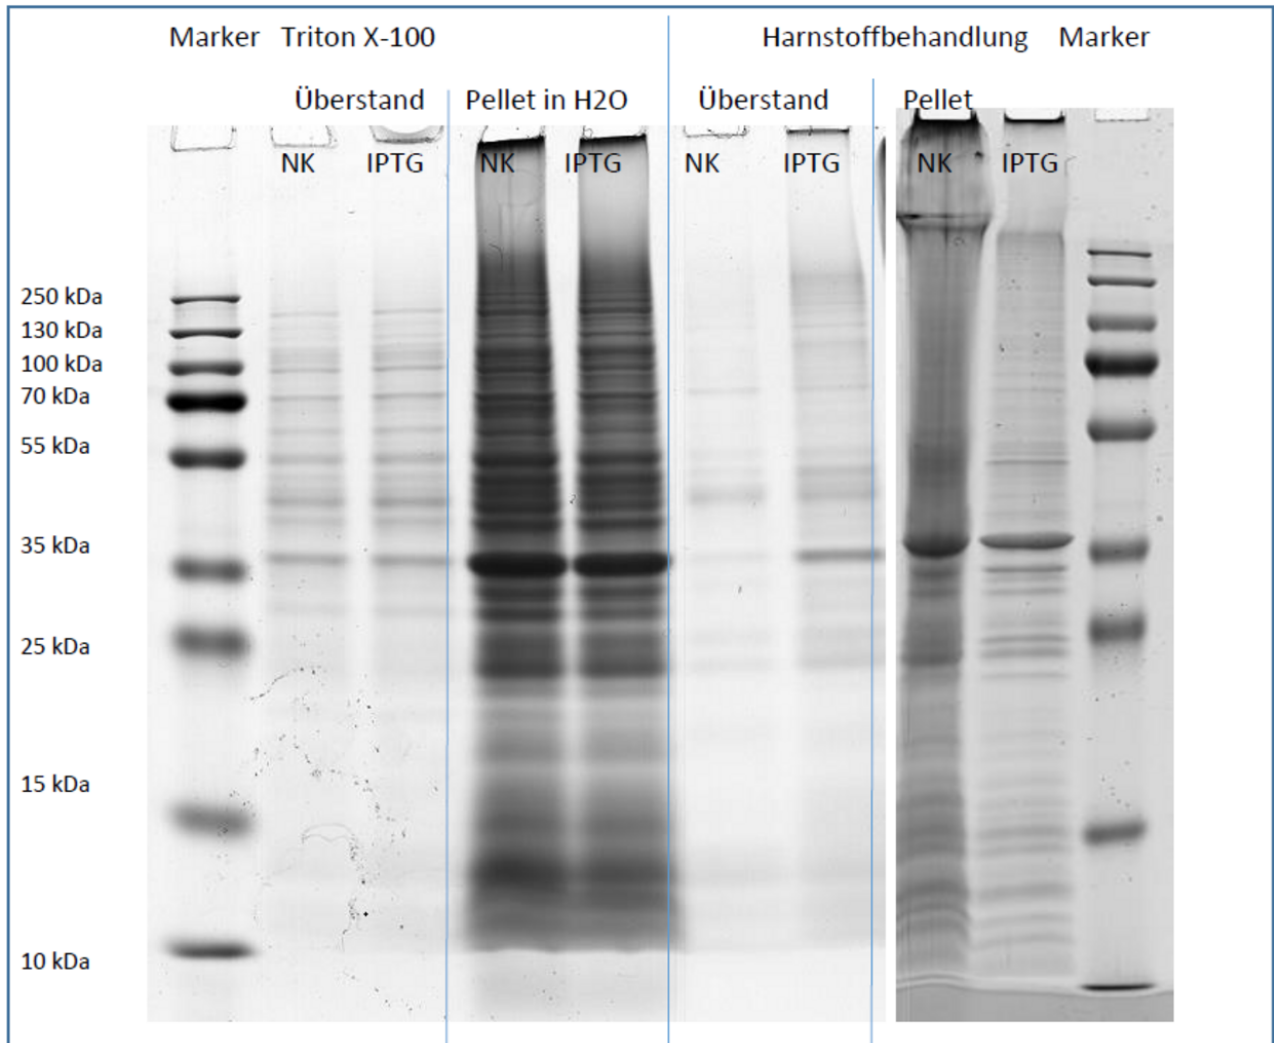 Marker Triton X-100 Harnstoffbehandlung Marker
Überstand Pellet in H2O Überstand Pellet
NK IPTG NK IPTG NK IPTG NK IPTG
250 kDa
130 kDa
100 kDa
70 kDa
55 kDa
35 kDa
25 kDa
15 kDa
10 kDa